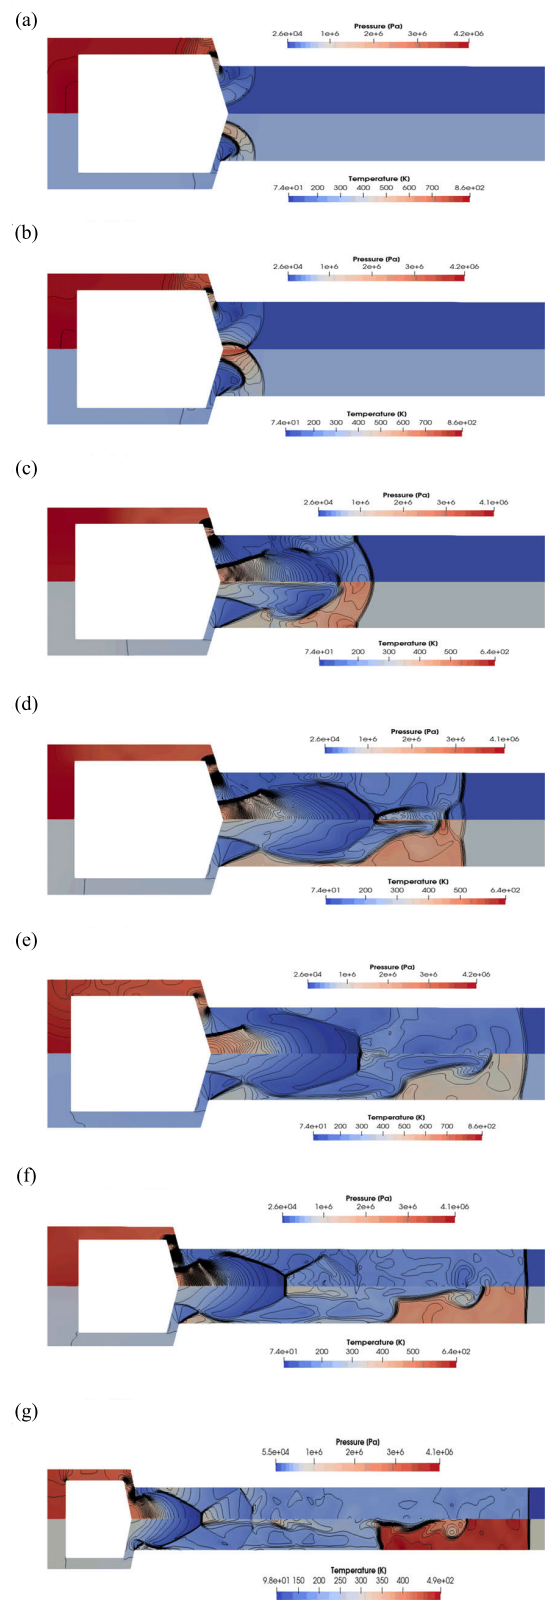 (a)
Pressure (Pa)
2.6e+04 1e+6 2e+6 3e+6 4.2e+06
Temperature (K)
7.4e+01 200 300 400 500 600 700 8.6e+02
(b)
Pressure (Pa)
2.6e+04 1e+6 2e+6 3e+6 4.2e+06
Temperature (K)
7.4e+01 200 300 400 500 600 700 8.6e+02
(c)
Pressure (Pa)
2.6e+04 1e+6 2e+6 3e+6 4.1e+06
Temperature (K)
7.4e+01 200 300 400 500 6.4e+02
(d)
Pressure (Pa)
2.6e+04 1e+6 2e+6 3e+6 4.1e+06
Temperature (K)
7.4e+01 200 300 400 500 6.4e+02
(e)
Pressure (Pa)
2.6e+04 1e+6 2e+6 3e+6 4.2e+06
Temperature (K)
7.4e+01 200 300 400 500 600 700 8.6e+02
(f)
Pressure (Pa)
2.6e+04 1e+6 2e+6 3e+6 4.1e+06
Temperature (K)
7.4e+01 200 300 400 500 6.4e+02
(g)
Pressure (Pa)
5.5e+04 1e+6 2e+6 3e+6 4.1e+06
Temperature (K)
9.8e+01 150 200 250 300 350 400 4.9e+02